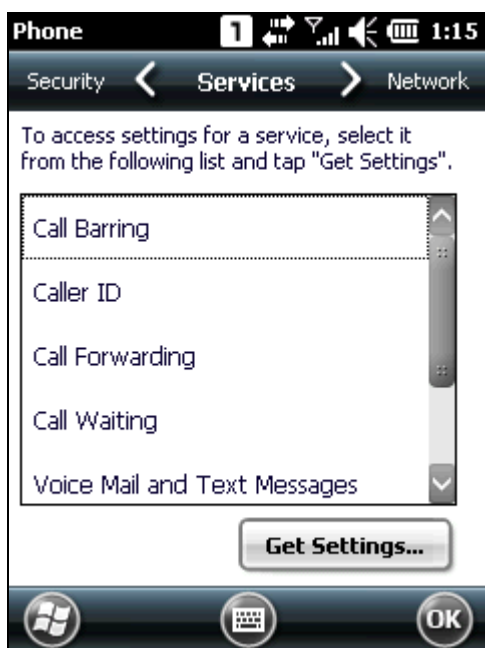 Phone 1 1:15
Security Services Network
To access settings for a service, select it
from the following list and tap "Get Settings".
Call Barring
Caller ID
Call Forwarding
Call Waiting
Voice Mail and Text Messages
Get Settings...
OK